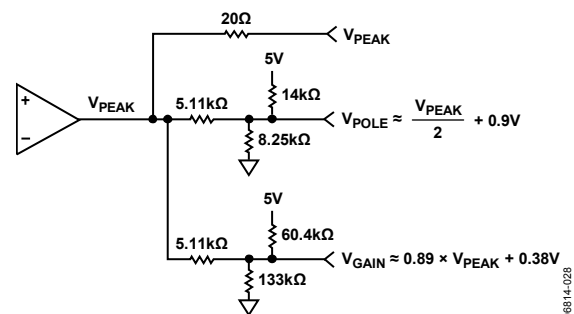 20Ω
V_PEAK
5V
+
V_PEAK
5.11kΩ
14kΩ
V_POLE ≈ V_PEAK / 2 + 0.9V
−
8.25kΩ
5V
5.11kΩ
60.4kΩ
V_GAIN ≈ 0.89 × V_PEAK + 0.38V
133kΩ
6814-028